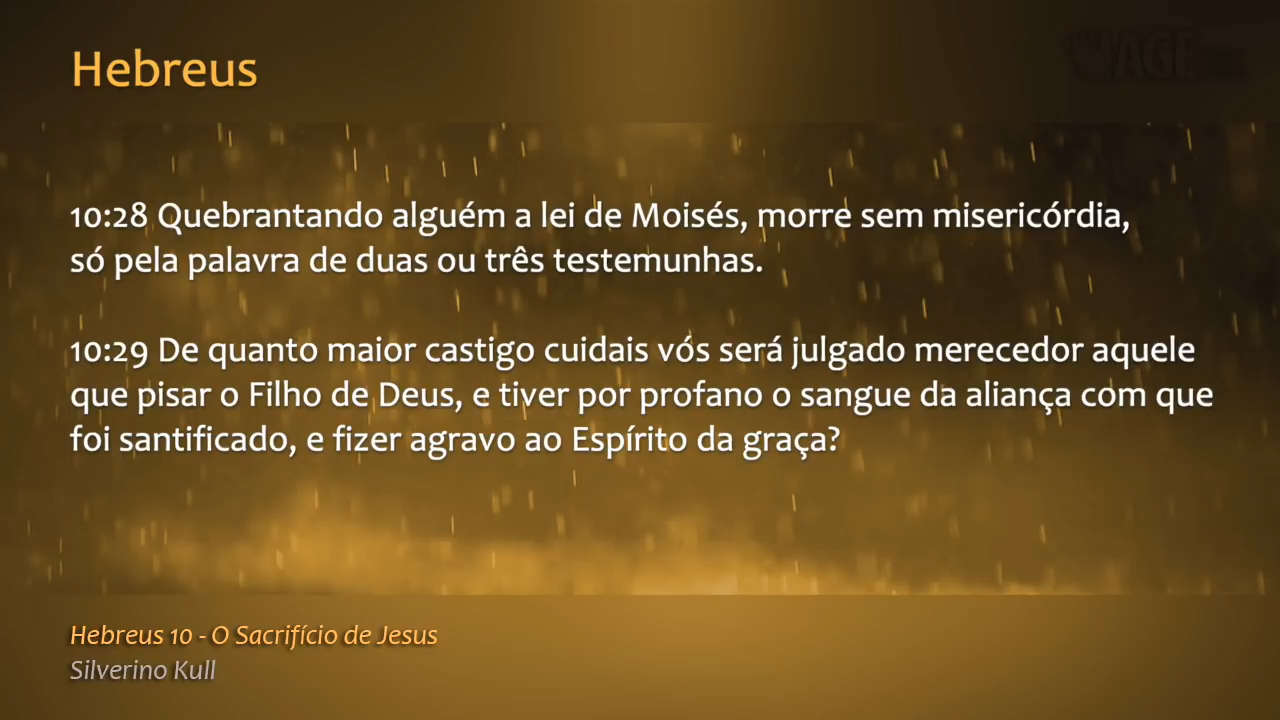 Hebreus
10:28 Quebrantando alguém a lei de Moisés, morre sem misericórdia,
só pela palavra de duas ou três testemunhas.
10:29 De quanto maior castigo cuidais vós será julgado merecedor aquele
que pisar o Filho de Deus, e tiver por profano o sangue da aliança com que
foi santificado, e fizer agravo ao Espírito da graça?
Hebreus 10 - O Sacrifício de Jesus
Silverino Kull